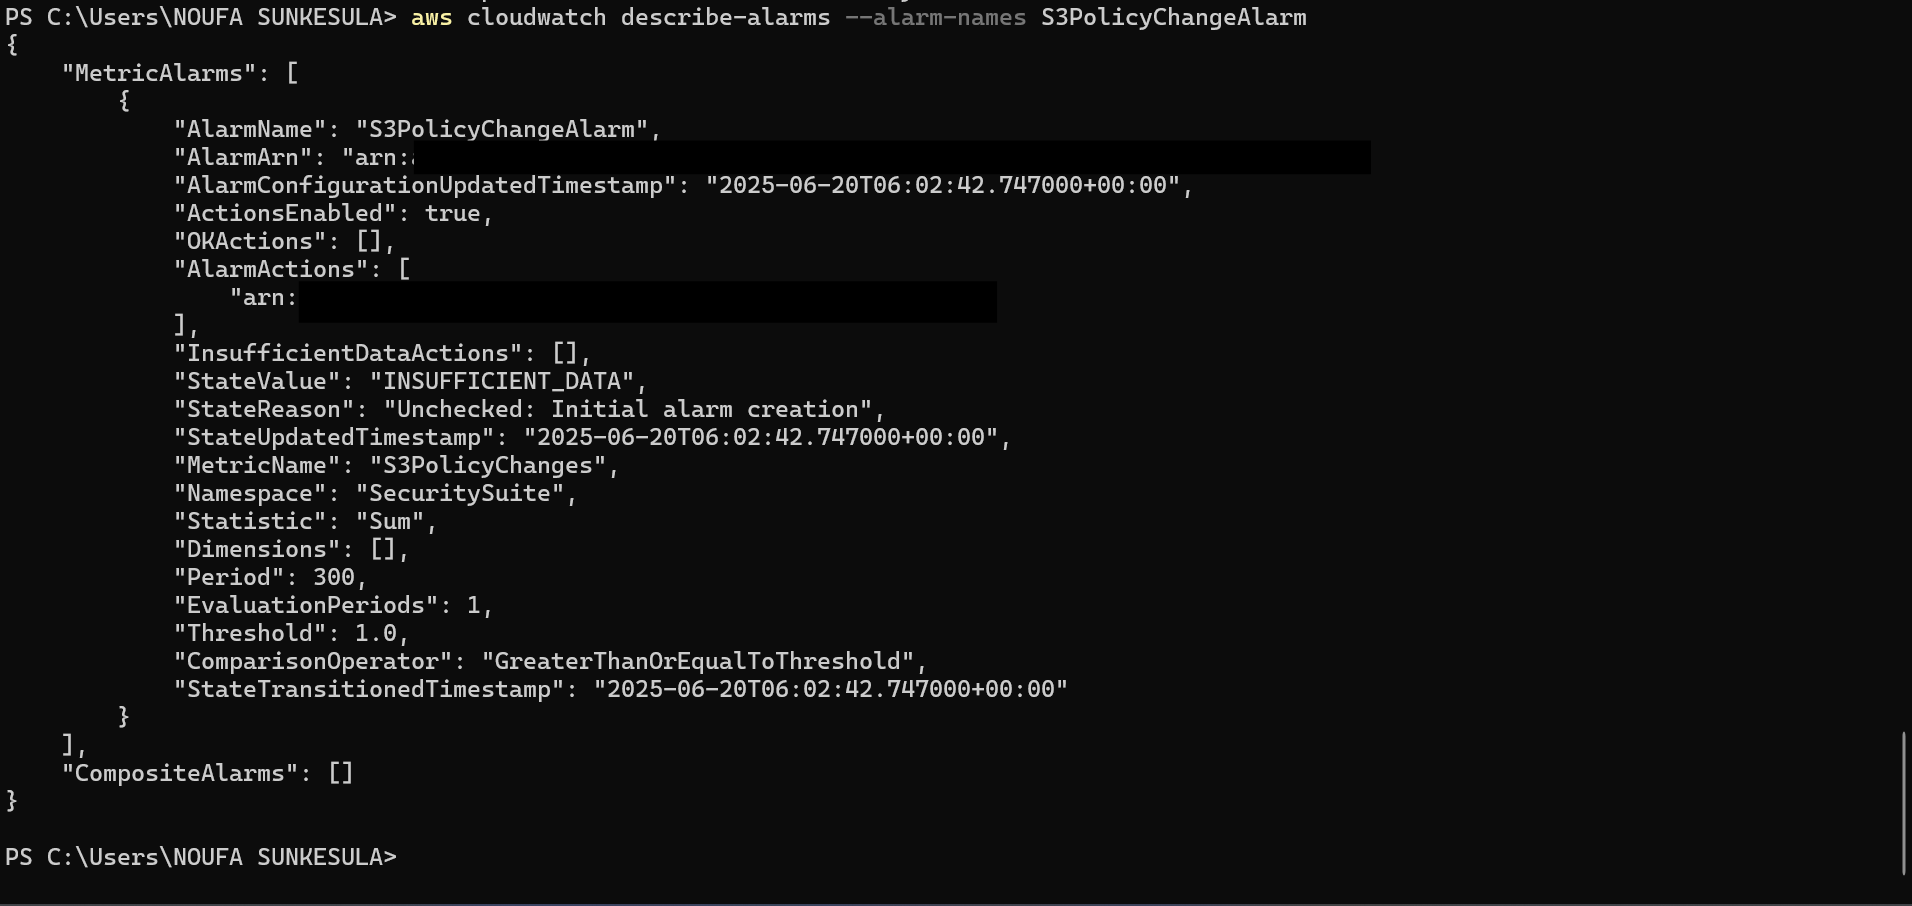 PS C:\Users\NOUFA SUNKESULA> aws cloudwatch describe-alarms --alarm-names S3PolicyChangeAlarm
{
    "MetricAlarms": [
        {
            "AlarmName": "S3PolicyChangeAlarm",
            "AlarmArn": "arn:
            "AlarmConfigurationUpdatedTimestamp": "2025-06-20T06:02:42.747000+00:00",
            "ActionsEnabled": true,
            "OKActions": [],
            "AlarmActions": [
                "arn:
            ],
            "InsufficientDataActions": [],
            "StateValue": "INSUFFICIENT_DATA",
            "StateReason": "Unchecked: Initial alarm creation",
            "StateUpdatedTimestamp": "2025-06-20T06:02:42.747000+00:00",
            "MetricName": "S3PolicyChanges",
            "Namespace": "SecuritySuite",
            "Statistic": "Sum",
            "Dimensions": [],
            "Period": 300,
            "EvaluationPeriods": 1,
            "Threshold": 1.0,
            "ComparisonOperator": "GreaterThanOrEqualToThreshold",
            "StateTransitionedTimestamp": "2025-06-20T06:02:42.747000+00:00"
        }
    ],
    "CompositeAlarms": []
}
PS C:\Users\NOUFA SUNKESULA>